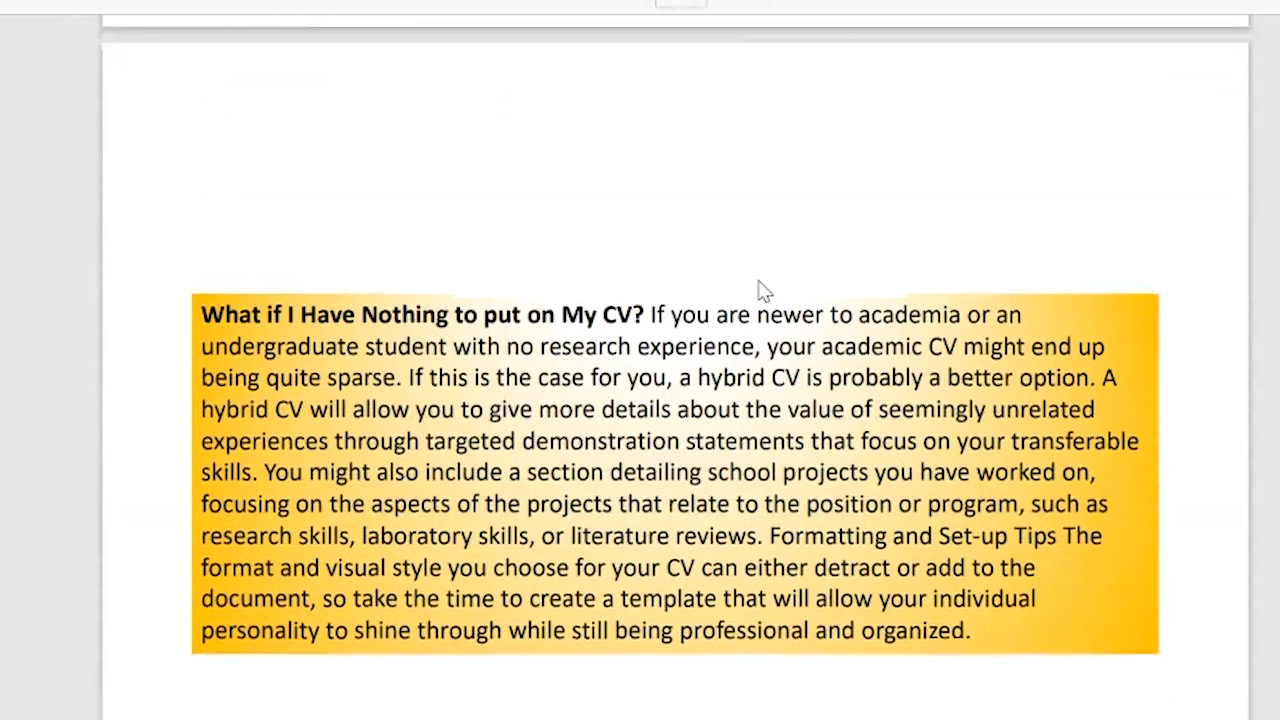 What if I Have Nothing to put on My CV? If you are newer to academia or an
undergraduate student with no research experience, your academic CV might end up
being quite sparse. If this is the case for you, a hybrid CV is probably a better option. A
hybrid CV will allow you to give more details about the value of seemingly unrelated
experiences through targeted demonstration statements that focus on your transferable
skills. You might also include a section detailing school projects you have worked on,
focusing on the aspects of the projects that relate to the position or program, such as
research skills, laboratory skills, or literature reviews. Formatting and Set-up Tips The
format and visual style you choose for your CV can either detract or add to the
document, so take the time to create a template that will allow your individual
personality to shine through while still being professional and organized.